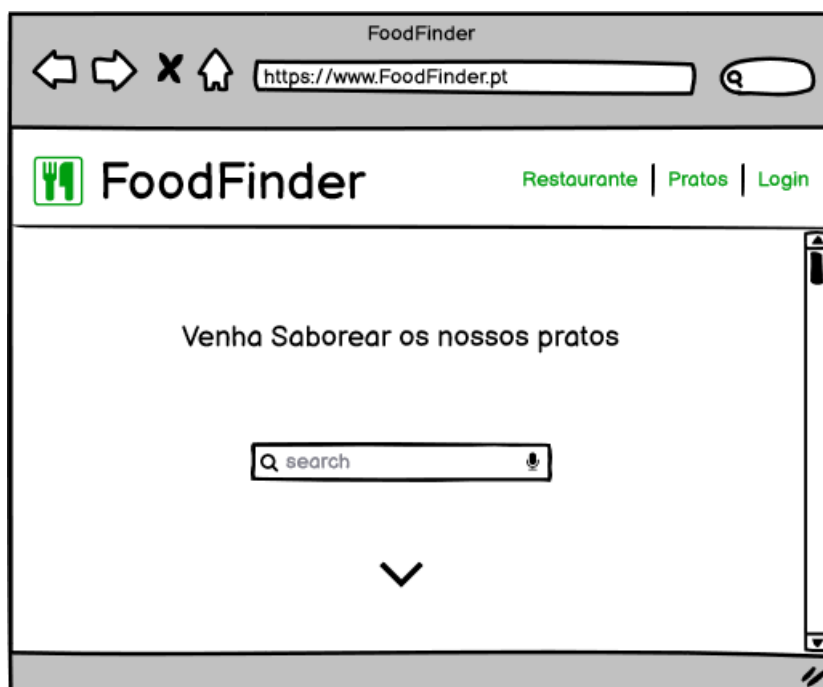 FoodFinder
https://www.FoodFinder.pt
FoodFinder
Restaurante | Pratos | Login
Venha Saborear os nossos pratos
search